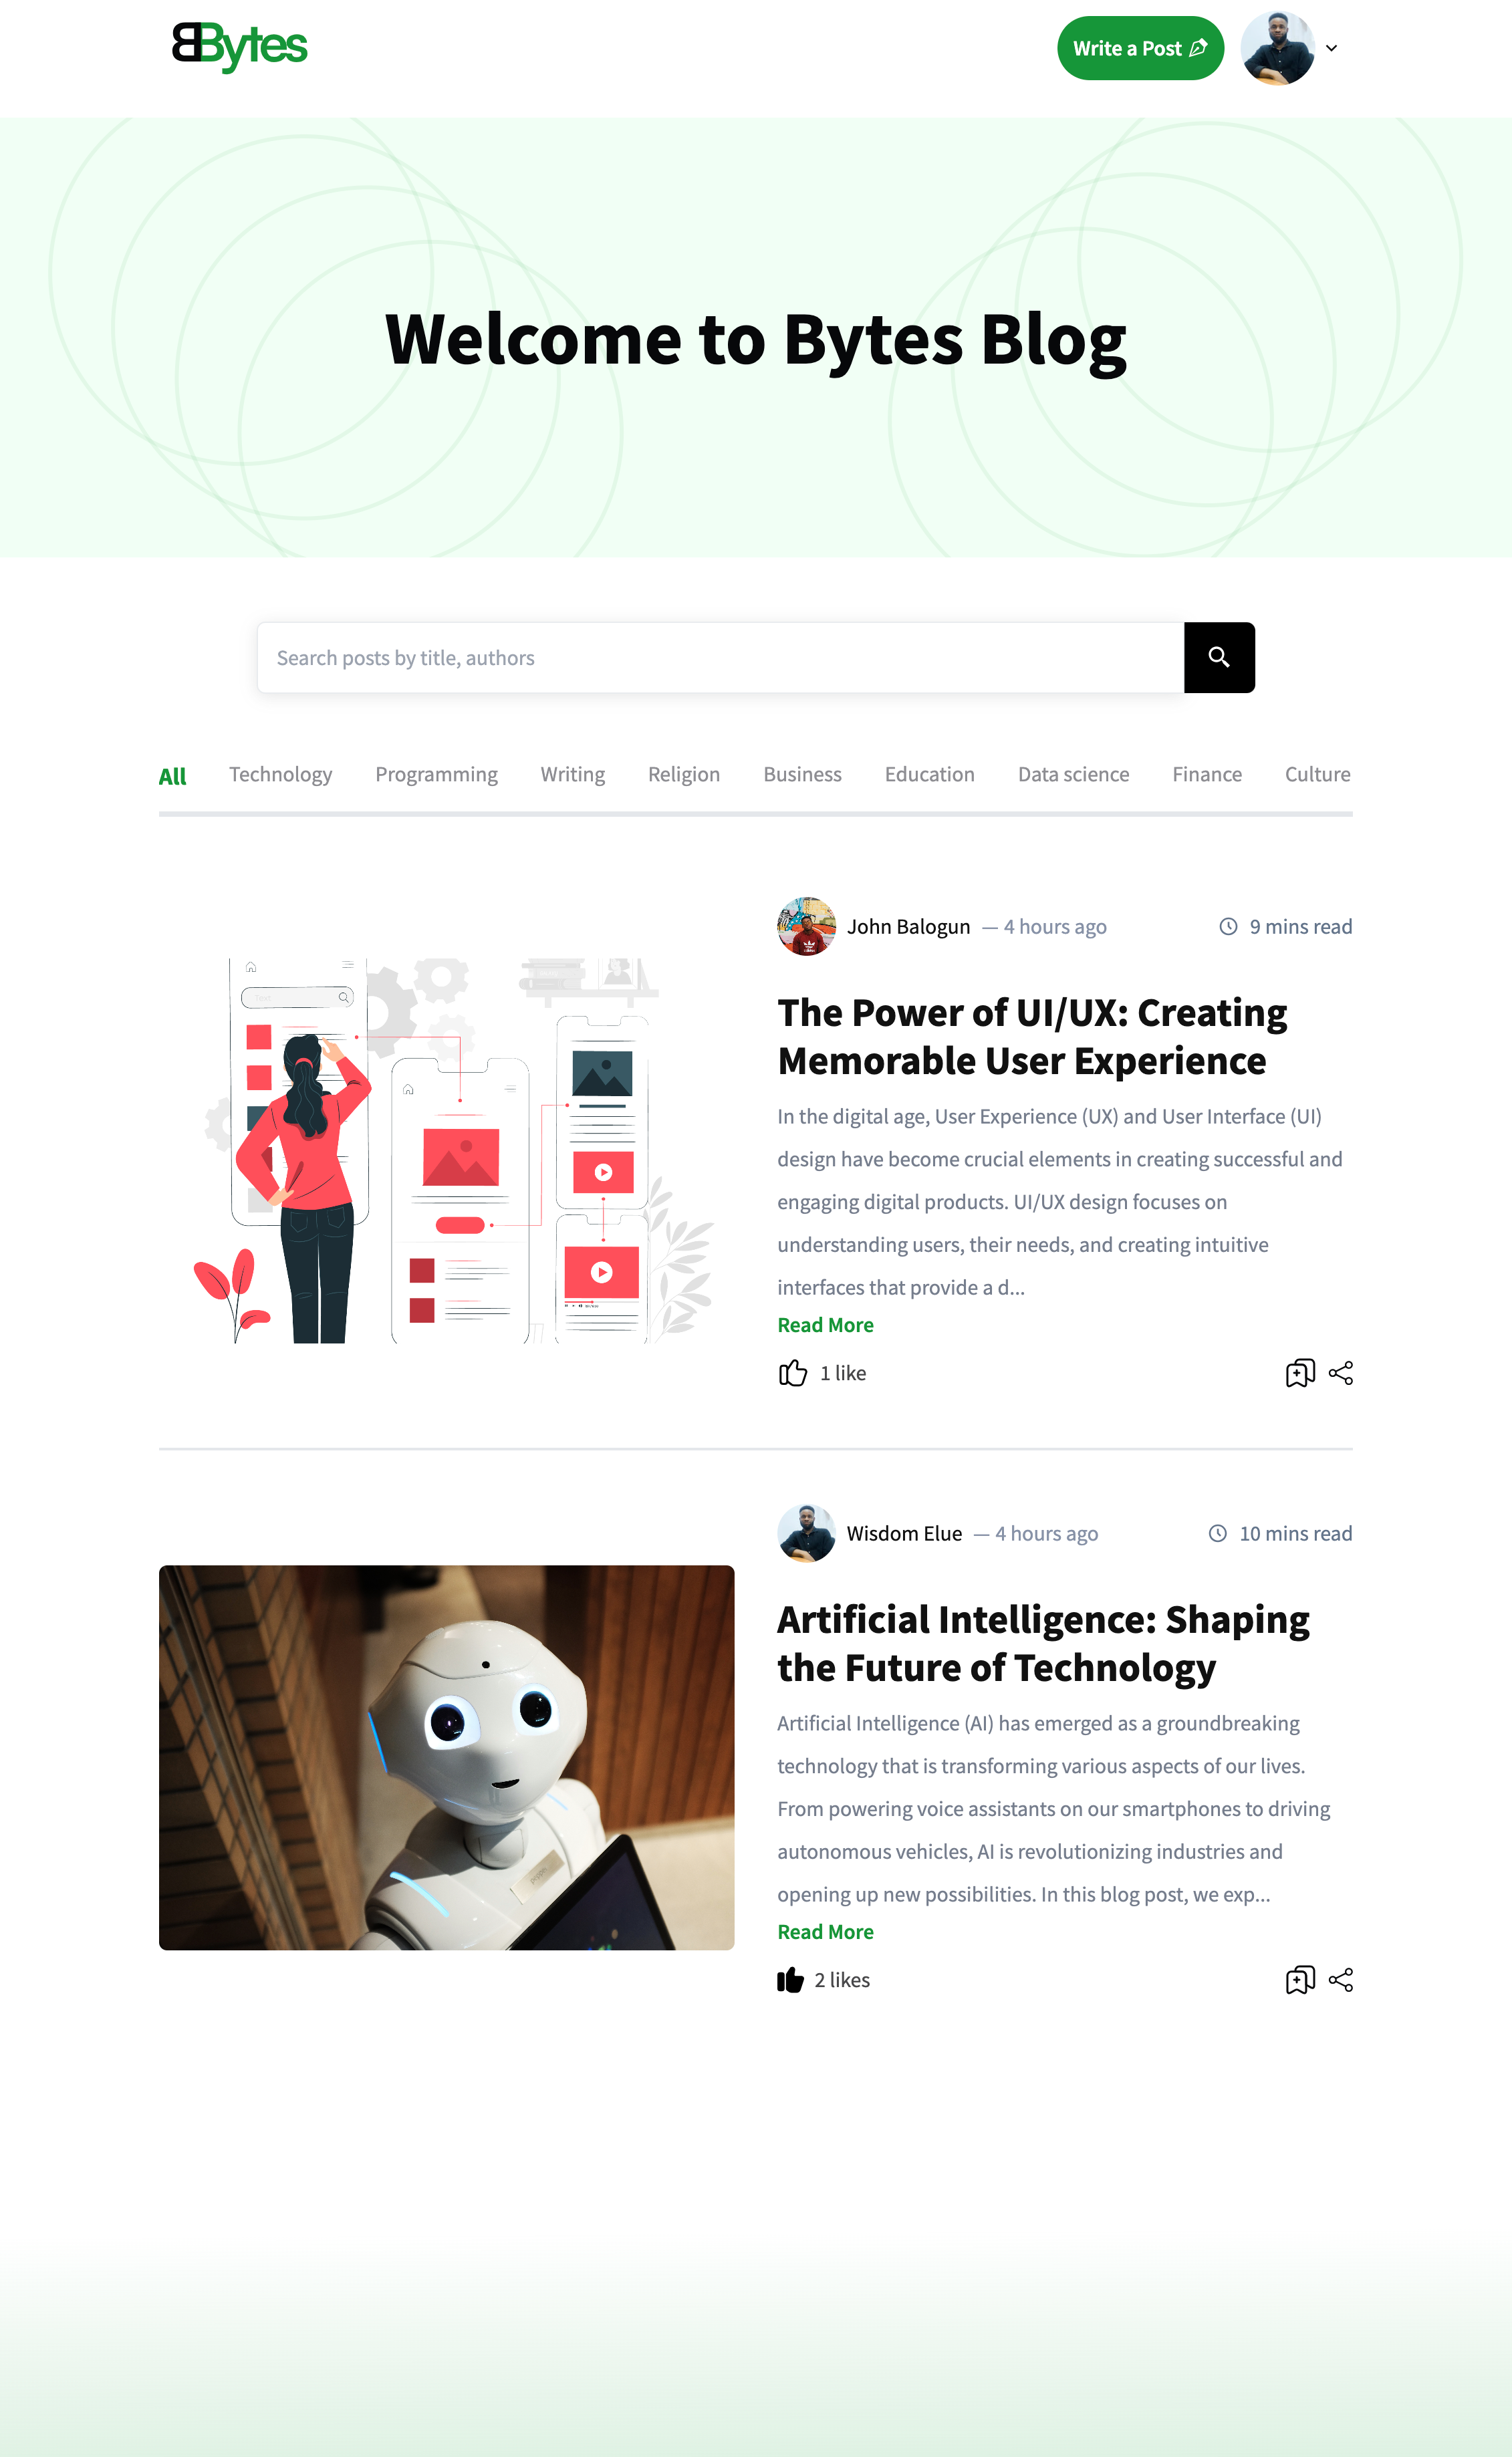 BBytes
Write a Post
Welcome to Bytes Blog
Search posts by title, authors
All Technology Programming Writing Religion Business Education Data science Finance Culture
Text
John Balogun — 4 hours ago 9 mins read
The Power of UI/UX: Creating
Memorable User Experience
In the digital age, User Experience (UX) and User Interface (UI)
design have become crucial elements in creating successful and
engaging digital products. UI/UX design focuses on
understanding users, their needs, and creating intuitive
interfaces that provide a d...
Read More
1 like
Wisdom Elue — 4 hours ago 10 mins read
Artificial Intelligence: Shaping
the Future of Technology
Artificial Intelligence (AI) has emerged as a groundbreaking
technology that is transforming various aspects of our lives.
From powering voice assistants on our smartphones to driving
autonomous vehicles, AI is revolutionizing industries and
opening up new possibilities. In this blog post, we exp...
Read More
2 likes